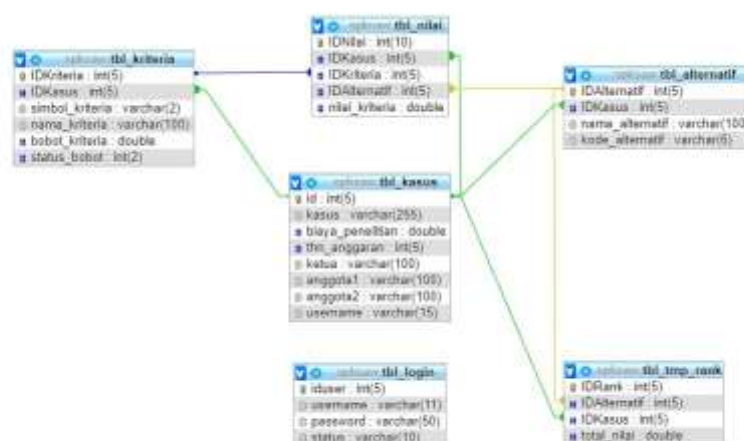 tbl_nilai
IDNilai : int(10)
IDKasus : int(5)
IDKriteria : int(5)
IDAlternatif : int(5)
nilai_kriteria : double
tbl_kriteria
IDKriteria : int(5)
IDKasus : int(5)
simbol_kriteria : varchar(2)
nama_kriteria : varchar(100)
bobot_kriteria : double
status_bobot : int(2)
tbl_alternatif
IDAlternatif : int(5)
IDKasus : int(5)
nama_alternatif : varchar(100
kode_alternatif : varchar(6)
tbl_kasus
id : int(5)
kasus : varchar(255)
biaya_penelitian : double
thn_anggaran : int(5)
ketua : varchar(100)
anggota1 : varchar(100)
anggota2 : varchar(100)
username : varchar(15)
tbl_login
iduser : int(5)
username : varchar(11)
password : varchar(50)
status : varchar(10)
tbl_tmp_rank
IDRank : int(5)
IDAlternatif : int(5)
IDKasus : int(5)
total_nilai : double